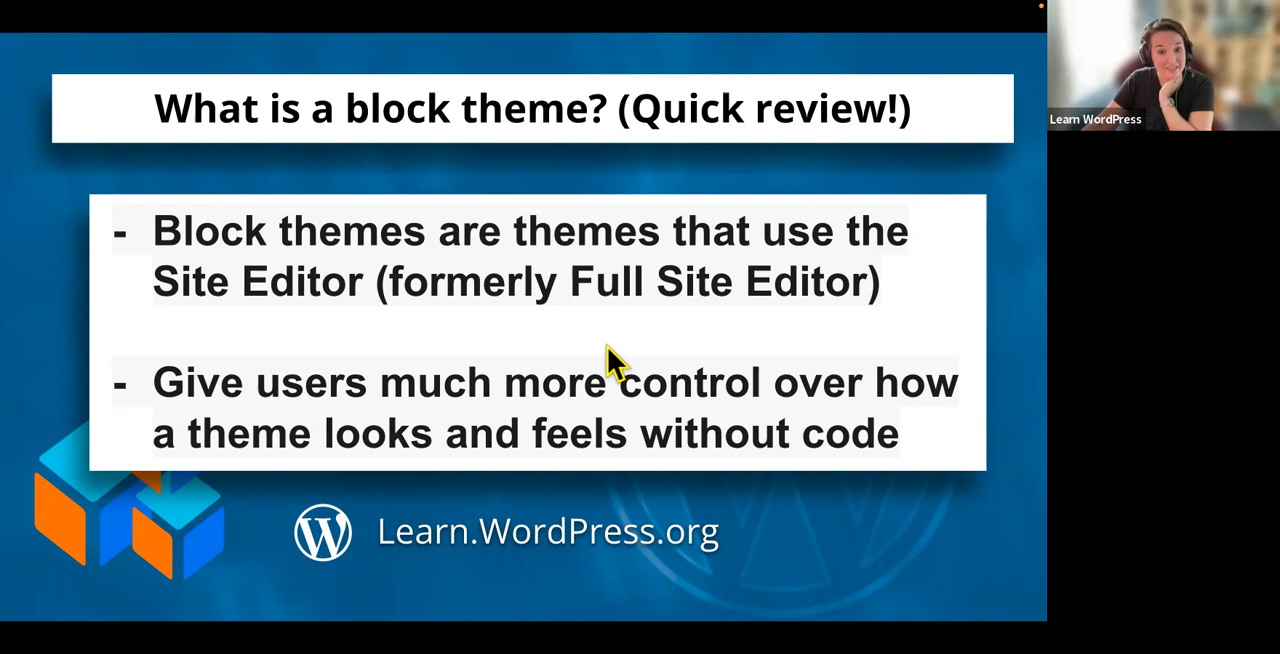 What is a block theme? (Quick review!)
Learn WordPress
- Block themes are themes that use the
Site Editor (formerly Full Site Editor)
- Give users much more control over how
a theme looks and feels without code
Learn.WordPress.org